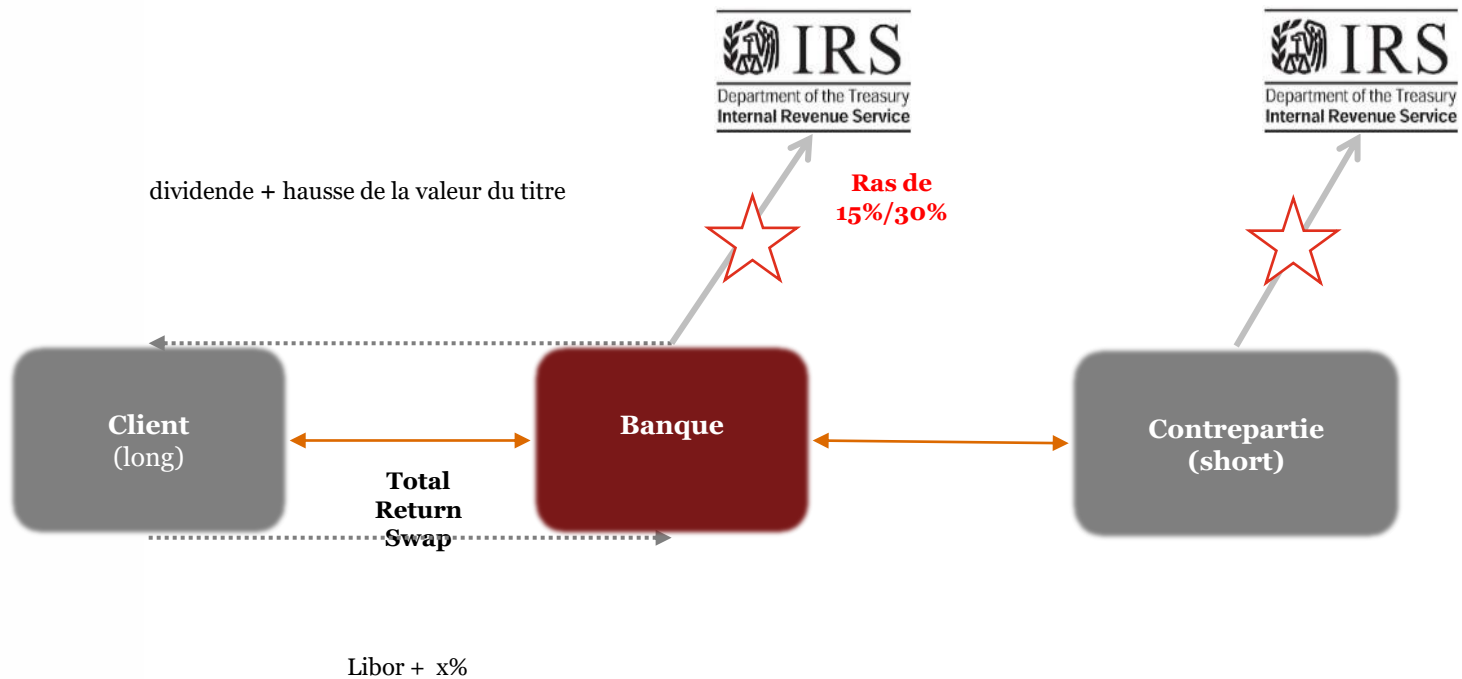 IRS
Department of the Treasury
Internal Revenue Service
IRS
Department of the Treasury
Internal Revenue Service
dividende + hausse de la valeur du titre
Ras de
15%/30%
Client
(long)
Banque
Contrepartie
(short)
Total
Return
Swap
Libor + x%